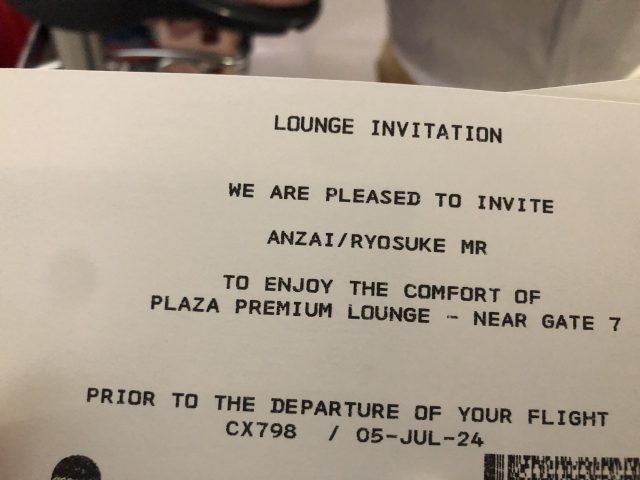 LOUNGE INVITATION
WE ARE PLEASED TO INVITE
ANZAI/RYOSUKE MR
TO ENJOY THE COMFORT OF
PLAZA PREMIUM LOUNGE - NEAR GATE 7
PRIOR TO THE DEPARTURE OF YOUR FLIGHT
CX798 / 05-JUL-24